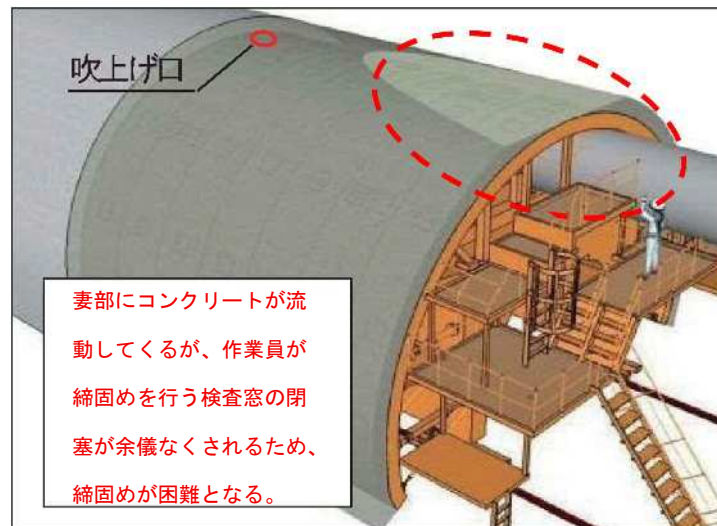 吹上げ口
妻部にコンクリートが流
動してくるが、作業員が
締固めを行う検査窓の閉
塞が余儀なくされるため、
締固めが困難となる。